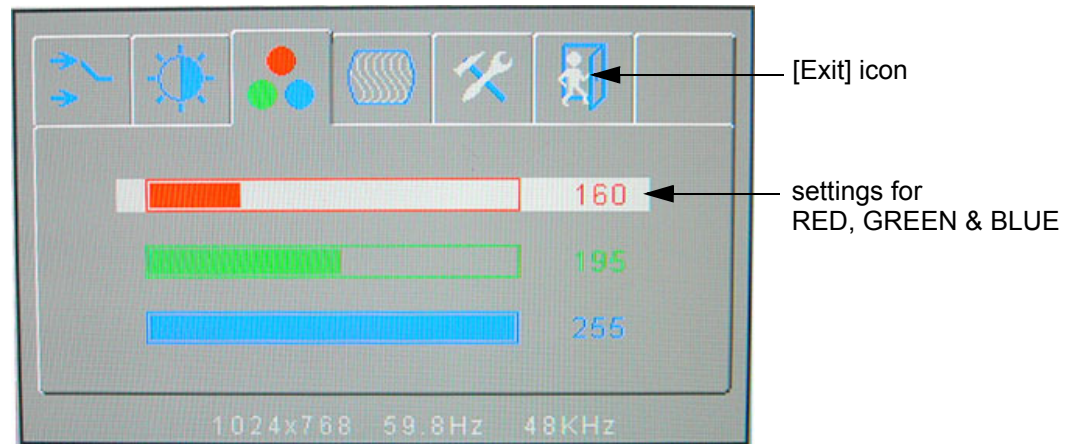 [Exit] icon
160
settings for
RED, GREEN & BLUE
195
255
1024x768 59.8Hz 48KHz